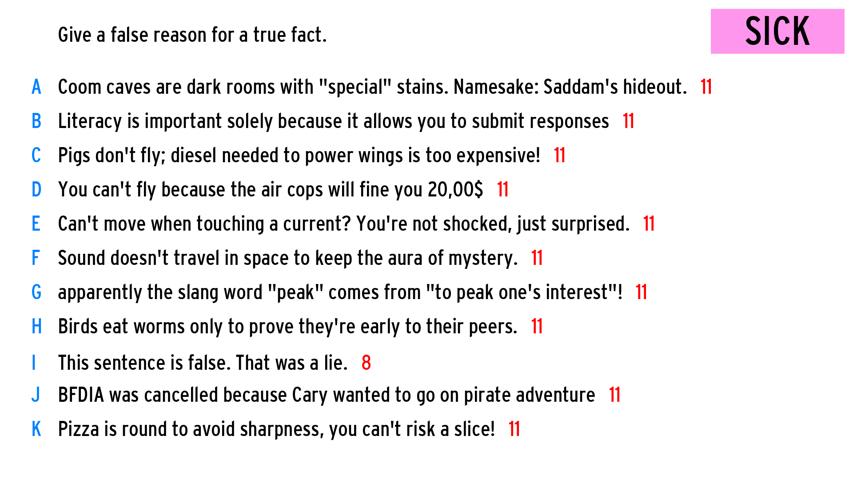 Give a false reason for a true fact.
SICK
A Coom caves are dark rooms with "special" stains. Namesake: Saddam's hideout. 11
B Literacy is important solely because it allows you to submit responses 11
C Pigs don't fly; diesel needed to power wings is too expensive! 11
D You can't fly because the air cops will fine you 20,00$ 11
E Can't move when touching a current? You're not shocked, just surprised. 11
F Sound doesn't travel in space to keep the aura of mystery. 11
G apparently the slang word "peak" comes from "to peak one's interest"! 11
H Birds eat worms only to prove they're early to their peers. 11
I This sentence is false. That was a lie. 8
J BFDIA was cancelled because Cary wanted to go on pirate adventure 11
K Pizza is round to avoid sharpness, you can't risk a slice! 11